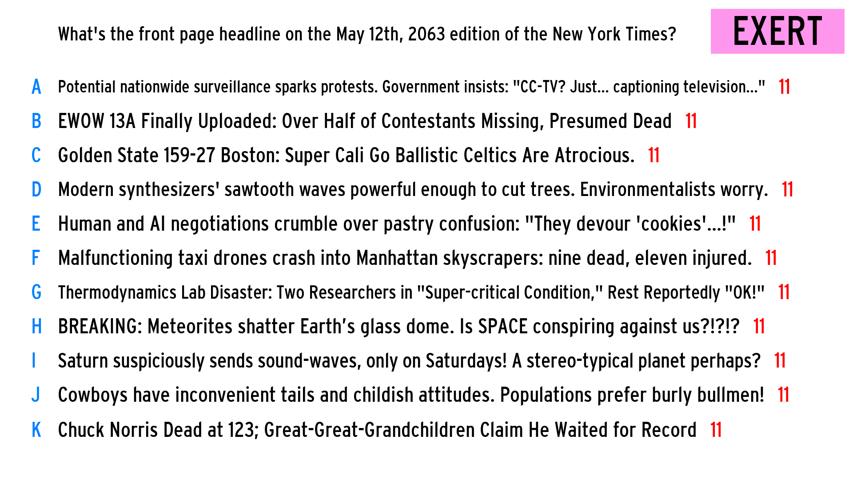 What's the front page headline on the May 12th, 2063 edition of the New York Times?
EXERT
A Potential nationwide surveillance sparks protests. Government insists: "CC-TV? Just... captioning television..." 11
B EWOW 13A Finally Uploaded: Over Half of Contestants Missing, Presumed Dead 11
C Golden State 159-27 Boston: Super Cali Go Ballistic Celtics Are Atrocious. 11
D Modern synthesizers' sawtooth waves powerful enough to cut trees. Environmentalists worry. 11
E Human and AI negotiations crumble over pastry confusion: "They devour 'cookies'...!" 11
F Malfunctioning taxi drones crash into Manhattan skyscrapers: nine dead, eleven injured. 11
G Thermodynamics Lab Disaster: Two Researchers in "Super-critical Condition," Rest Reportedly "OK!" 11
H BREAKING: Meteorites shatter Earth’s glass dome. Is SPACE conspiring against us?!?!? 11
I Saturn suspiciously sends sound-waves, only on Saturdays! A stereo-typical planet perhaps? 11
J Cowboys have inconvenient tails and childish attitudes. Populations prefer burly bullmen! 11
K Chuck Norris Dead at 123; Great-Great-Grandchildren Claim He Waited for Record 11